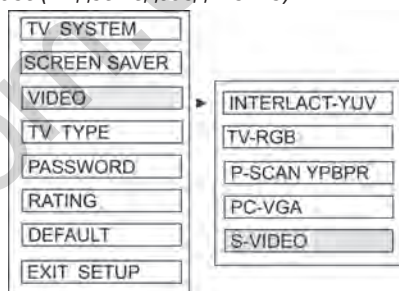 TV SYSTEM
SCREEN SAVER
VIDEO
TV TYPE
PASSWORD
RATING
DEFAULT
EXIT SETUP
INTERLACT-YUV
TV-RGB
P-SCAN YPBPR
PC-VGA
S-VIDEO